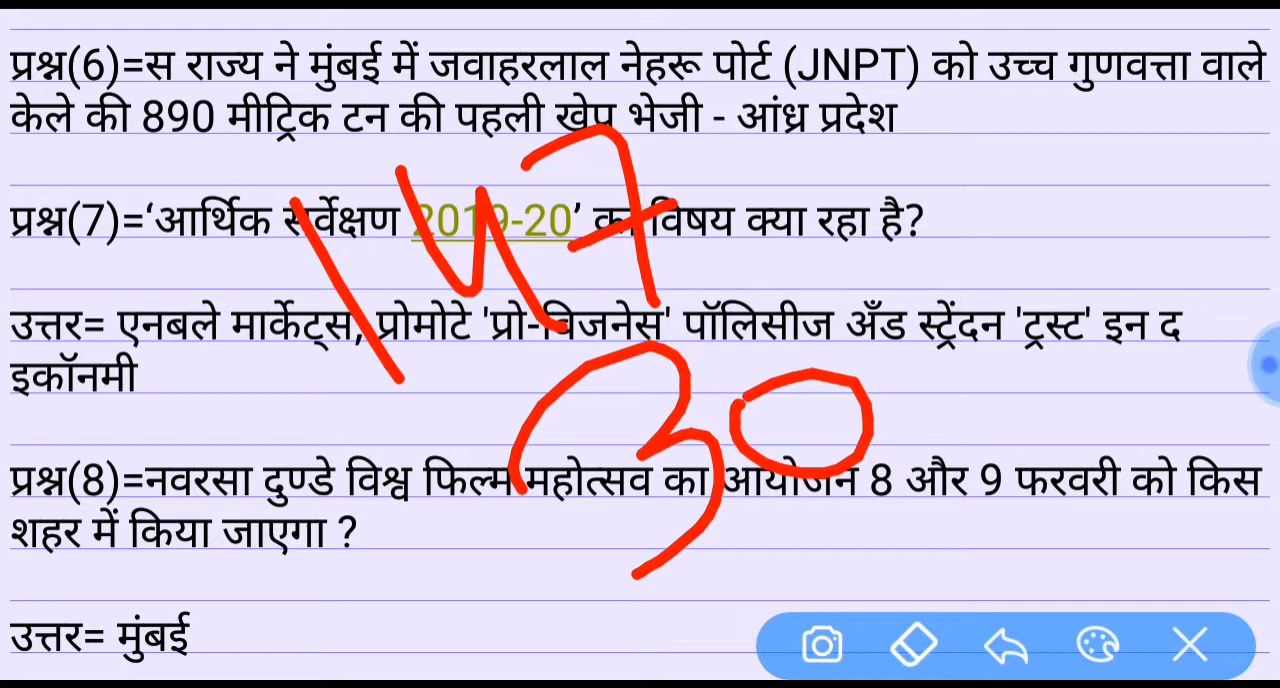 प्रश्न(6)=स राज्य ने मुंबई में जवाहरलाल नेहरू पोर्ट (JNPT) को उच्च गुणवत्ता वाले
केले की 890 मीट्रिक टन की पहली खेप भेजी - आंध्र प्रदेश
प्रश्न(7)=‘आर्थिक सर्वेक्षण 2019-20’ का विषय क्या रहा है?
उत्तर= एनबले मार्केट्स, प्रोमोटे 'प्रो-बिजनेस' पॉलिसीज अँड स्ट्रेंदन 'ट्रस्ट' इन द
इकॉनमी
प्रश्न(8)=नवरसा दुण्डे विश्व फिल्म महोत्सव का आयोजन 8 और 9 फरवरी को किस
शहर में किया जाएगा ?
उत्तर= मुंबई
147
30